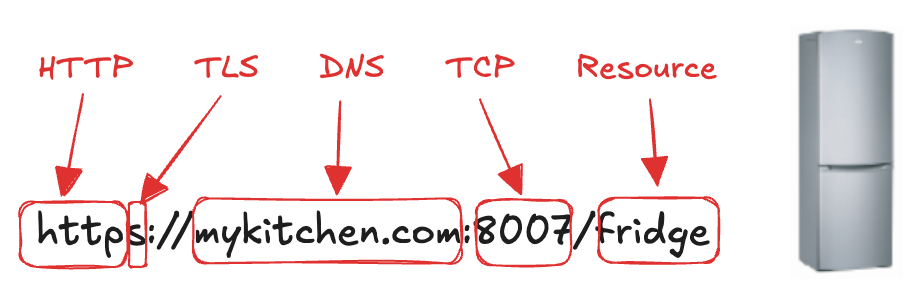 HTTP TLS DNS TCP Resource
https://mykitchen.com:8007/fridge